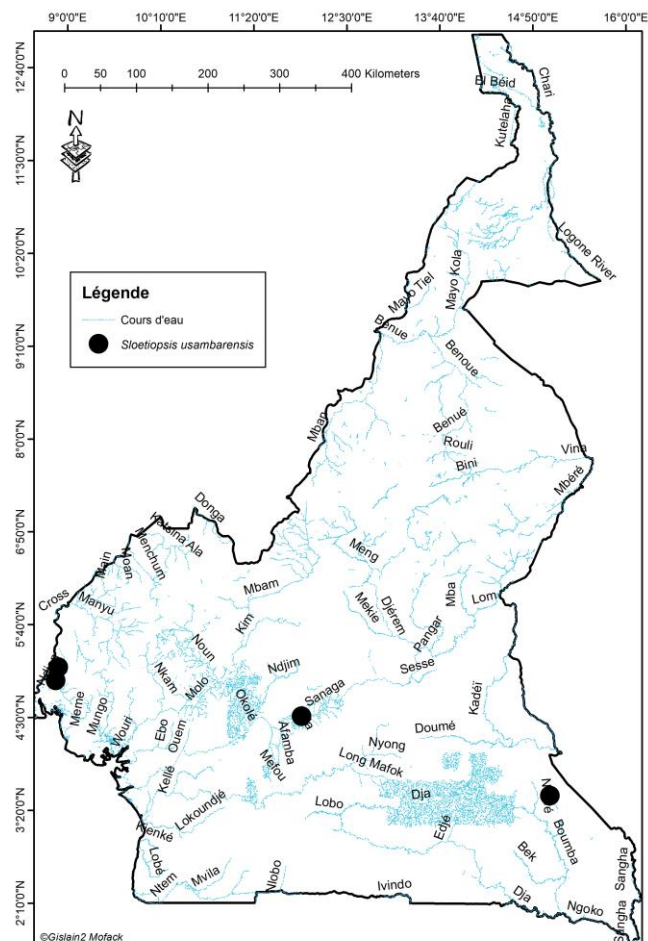 9°0'0"E 10°10'0"E 11°20'0"E 12°30'0"E 13°40'0"E 14°50'0"E 16°0'0"E
12°40'0"N
11°30'0"N
10°20'0"N
9°10'0"N
8°0'0"N
6°50'0"N
5°40'0"N
4°30'0"N
3°20'0"N
2°10'0"N
0 50 100 200 300 400 Kilometers
N
El Béid
Chari
Kutelaha
Logone River
Légende
Cours d'eau
Sloetiopsis usambarensis
Mayo Tiel
Mayo Kola
Benue
Benoue
Benué
Rouli
Bini
Vina
Mbéré
Mban
Donga
Katsina Ala
Menchum
Hoan
Main
Cross
Manyu
Meng
Mbam
Kim
Mekie
Djérem
Pangar
Mba
Lom
Sesse
Noun
Nkam
Molo
Ndjim
Okolé
Sanaga
Meme
Mungo
Wouri
Ebo
Ouem
Afamba
Mefou
Kadéï
Doumé
Nyong
Long Mafok
Kellé
Lokoundjé
Kienké
Lobo
Dja
Edjé
Boumba
Bek
Lobé
Ntem
Mvila
Nlobo
Ivindo
Dja
Ngoko
Sangha
Sangha
©Gislain2 Mofack